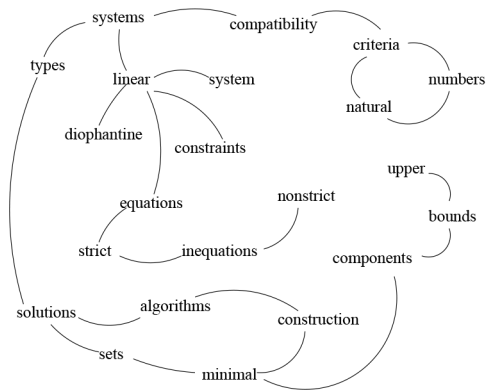 systems
compatibility
criteria
types
linear
system
numbers
natural
diophantine
constraints
upper
equations
nonstrict
bounds
strict
inequations
components
solutions
algorithms
construction
sets
minimal